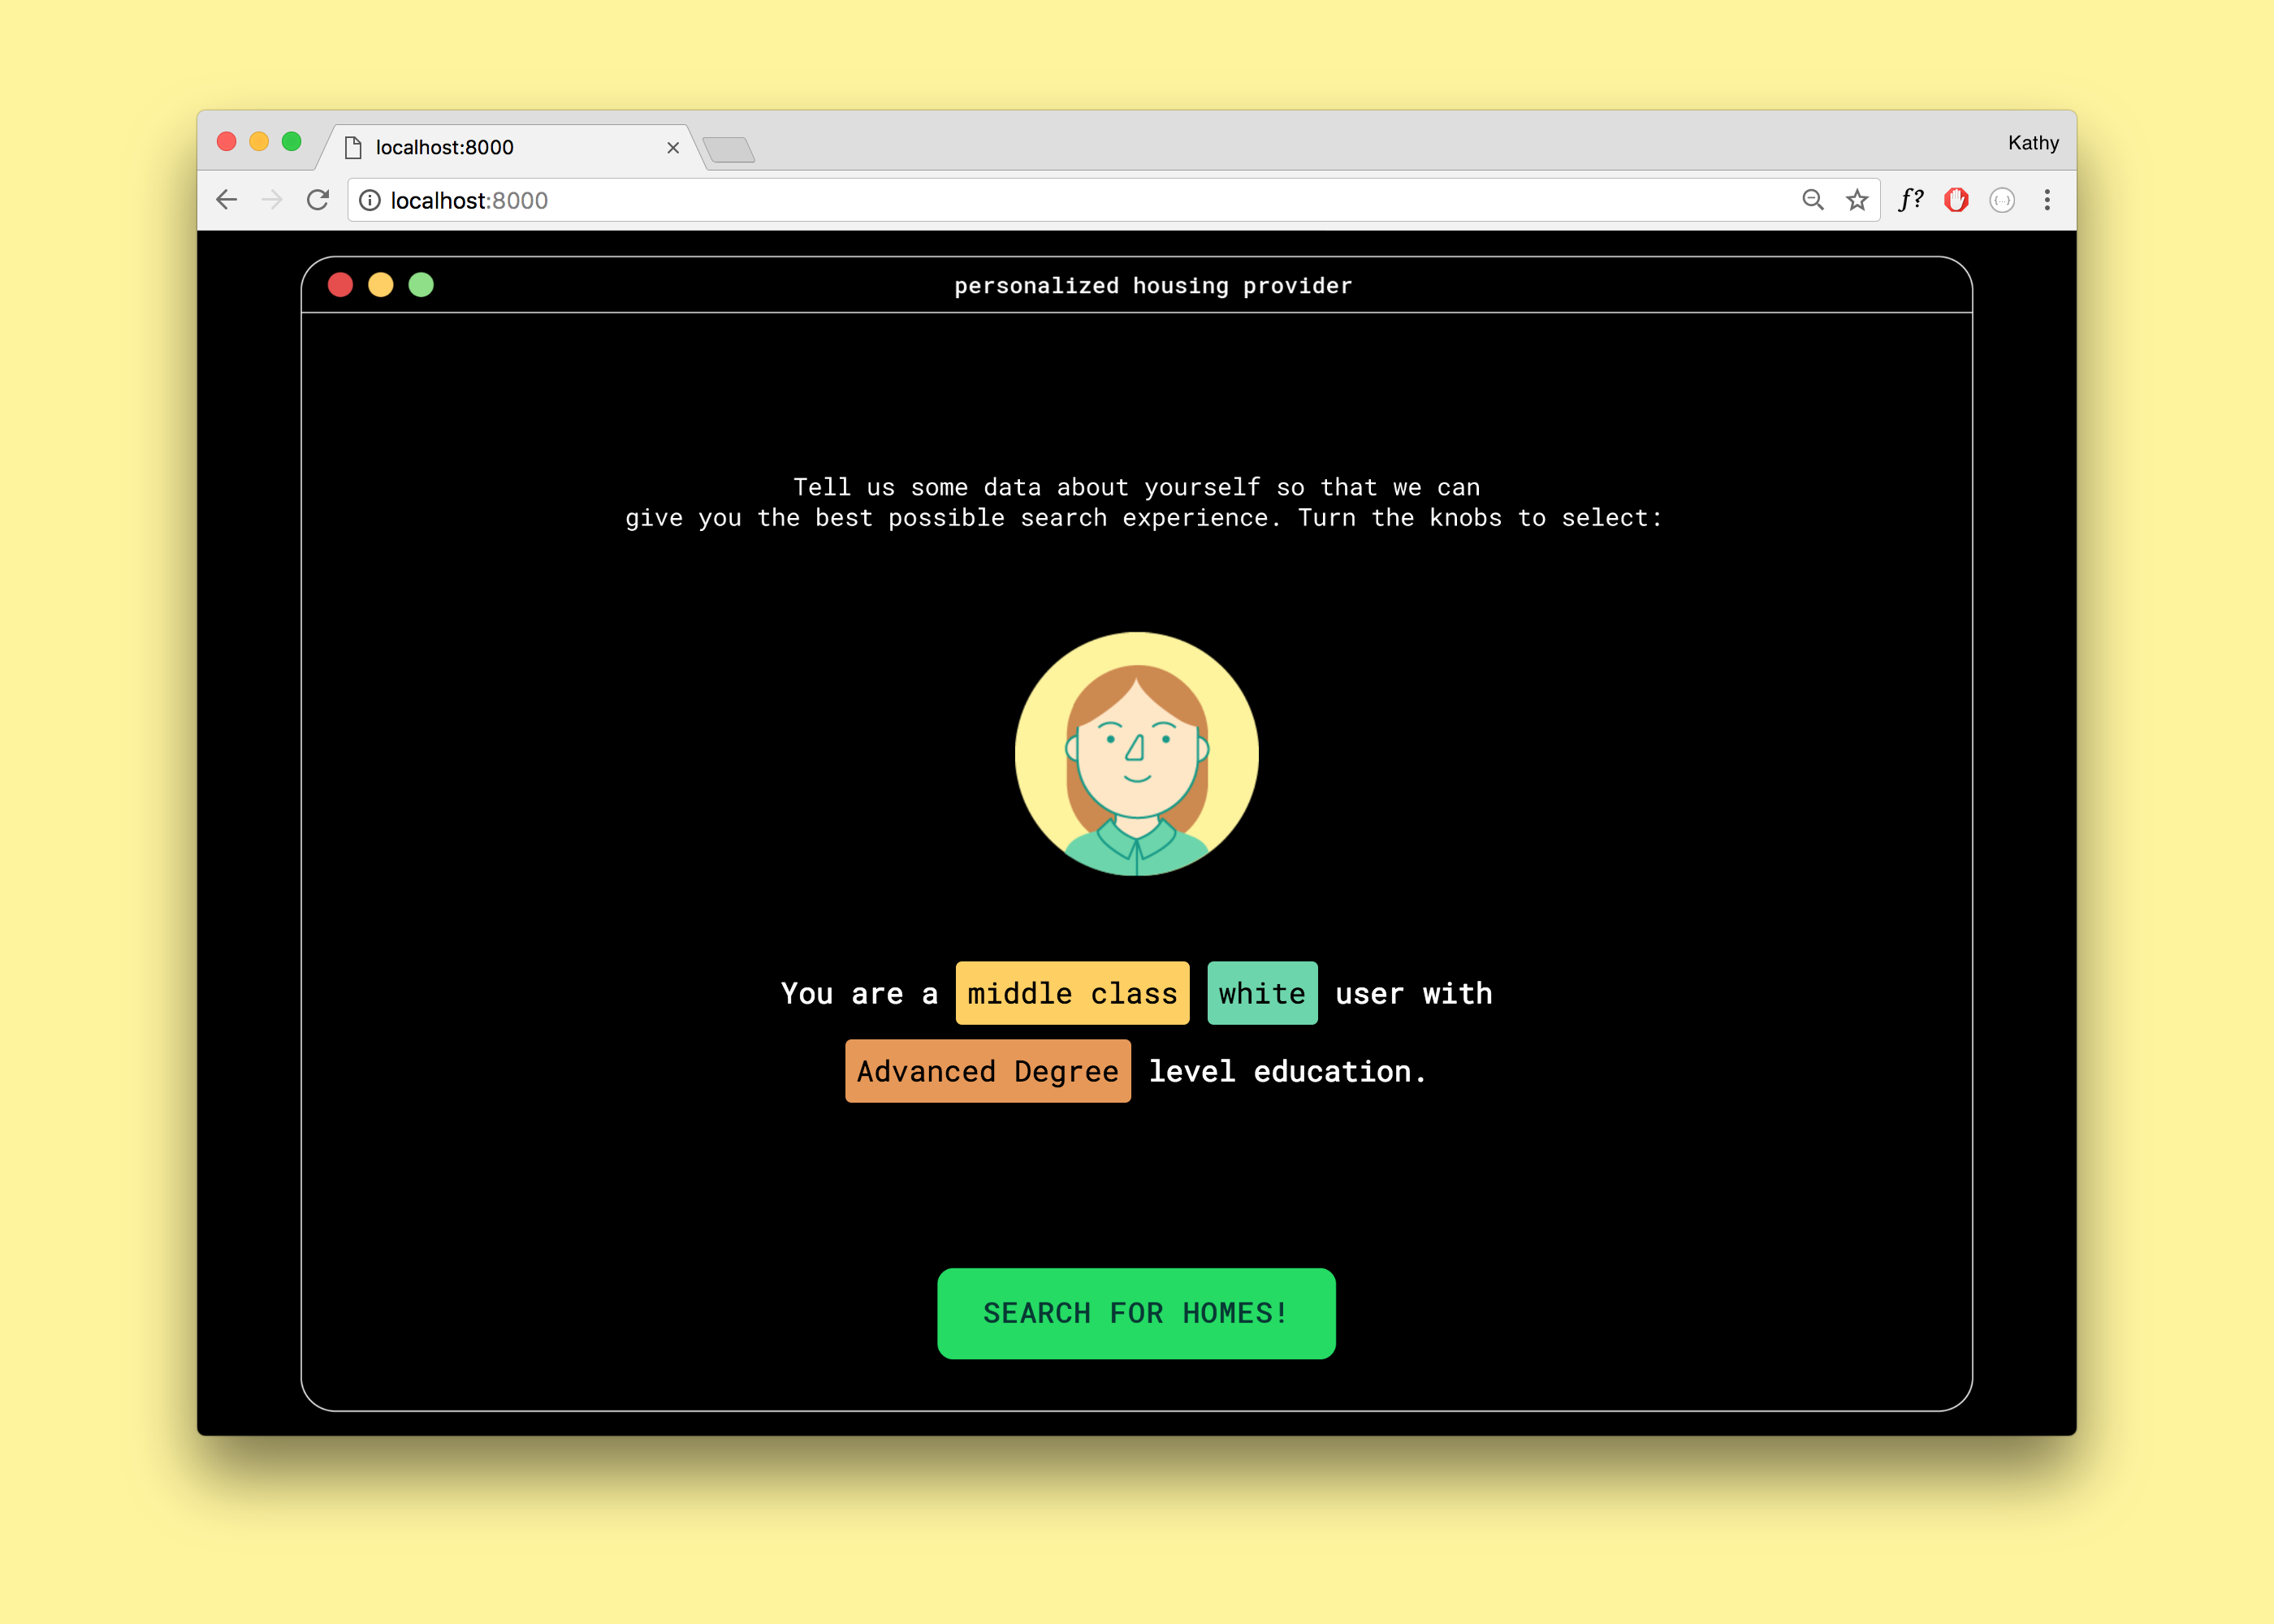 localhost:8000
Kathy
localhost:8000
f?
{...}
personalized housing provider
Tell us some data about yourself so that we can
give you the best possible search experience. Turn the knobs to select:
You are a middle class white user with
Advanced Degree level education.
SEARCH FOR HOMES!